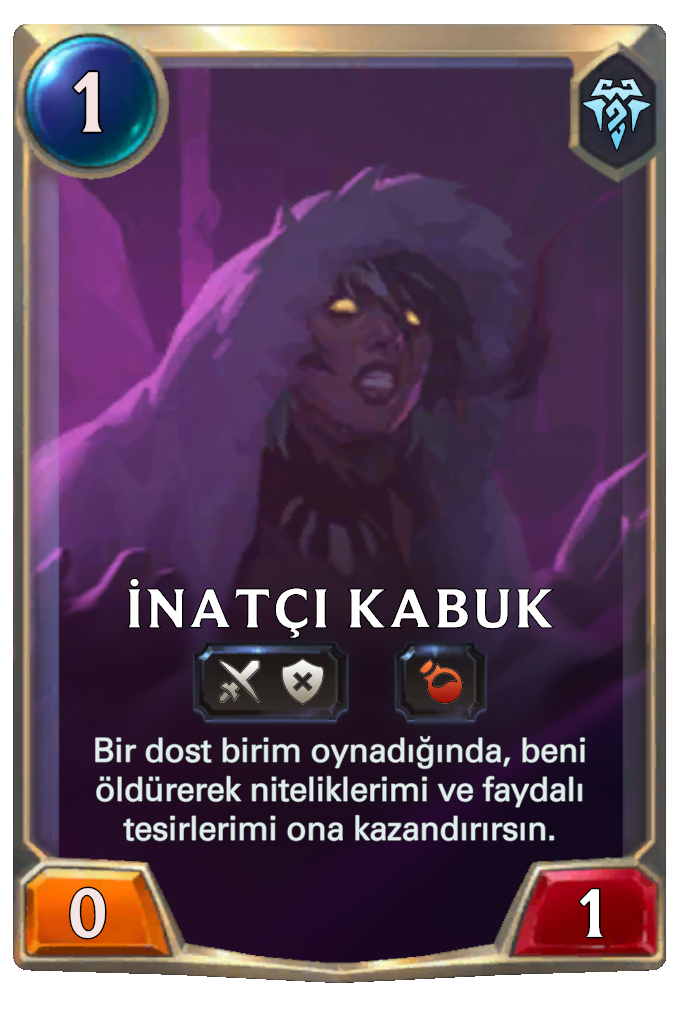 1
İNATÇI KABUK
Bir dost birim oynadığında, beni
öldürerek niteliklerimi ve faydalı
tesirlerimi ona kazandırırsın.
0
1